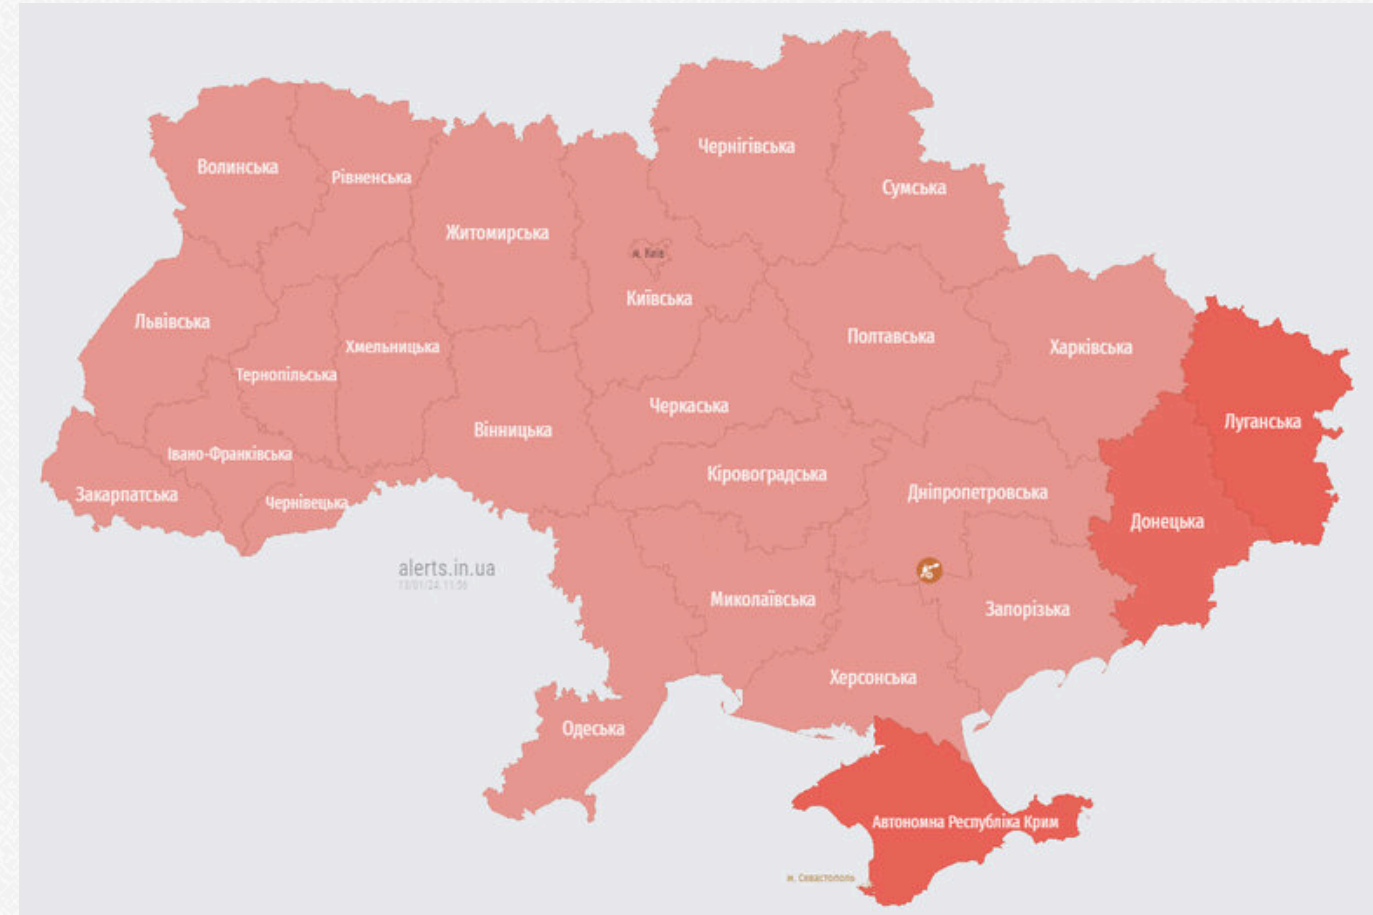 Чернігівська
Волинська
Рівненська
Сумська
Житомирська
м. Київ
Київська
Львівська
Полтавська
Хмельницька
Харківська
Тернопільська
Черкаська
Луганська
Вінницька
Івано-Франківська
Кіровоградська
Закарпатська
Чернівецька
Дніпропетровська
Донецька
alerts.in.ua
Миколаївська
Запорізька
Херсонська
Одеська
Автономна Республіка Крим
м. Севастополь